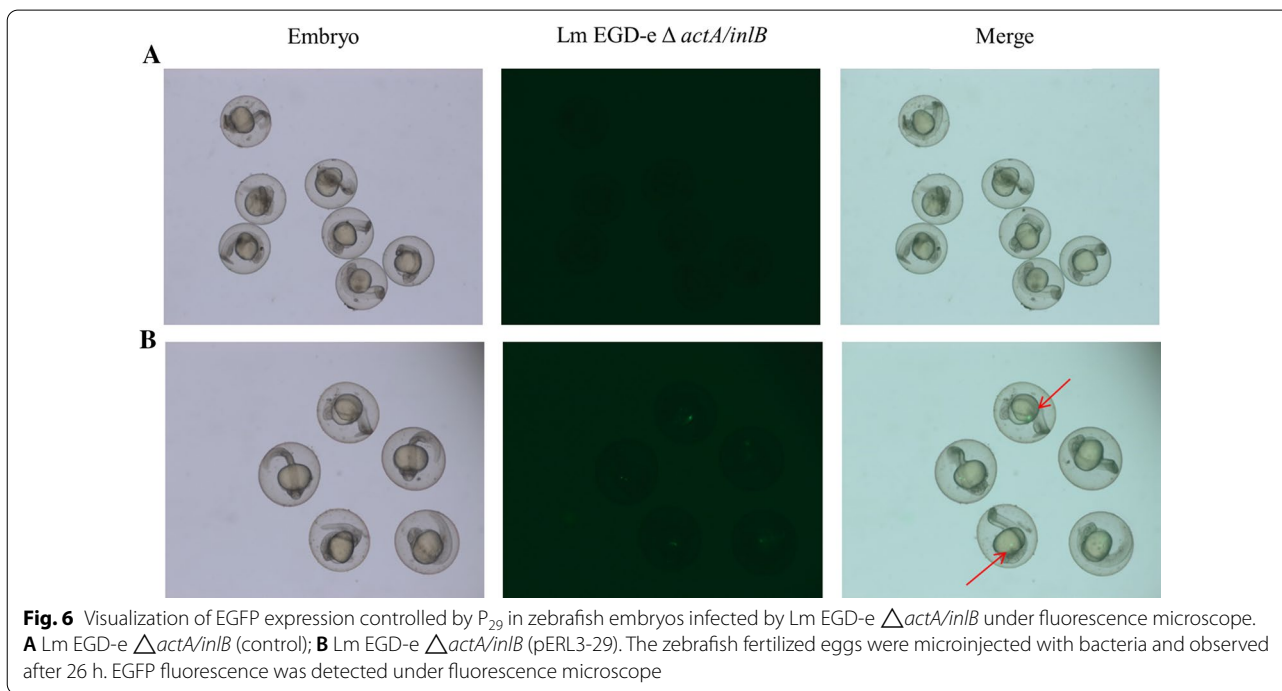 Embryo Lm EGD-e Δ actA/inlB Merge
A
B
Fig. 6 Visualization of EGFP expression controlled by P₂₉ in zebrafish embryos infected by Lm EGD-e △actA/inlB under fluorescence microscope.
A Lm EGD-e △actA/inlB (control); B Lm EGD-e △actA/inlB (pERL3-29). The zebrafish fertilized eggs were microinjected with bacteria and observed
after 26 h. EGFP fluorescence was detected under fluorescence microscope